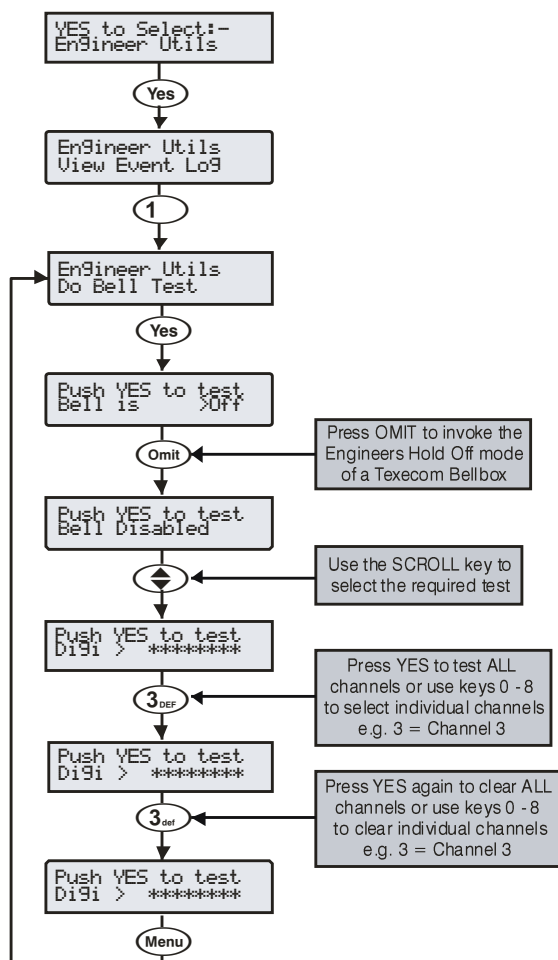 YES to Select:-
Engineer Utils
Yes
Engineer Utils
View Event Log
1
Engineer Utils
Do Bell Test
Yes
Push YES to test
Bell is >Off
Omit
Press OMIT to invoke the
Engineers Hold Off mode
of a Texecom Bellbox
Push YES to test
Bell Disabled
Use the SCROLL key to
select the required test
Push YES to test
Digi > ********
3 DEF
Press YES to test ALL
channels or use keys 0 - 8
to select individual channels
e.g. 3 = Channel 3
Push YES to test
Digi > ********
3 def
Press YES again to clear ALL
channels or use keys 0 - 8
to clear individual channels
e.g. 3 = Channel 3
Push YES to test
Digi > ********
Menu